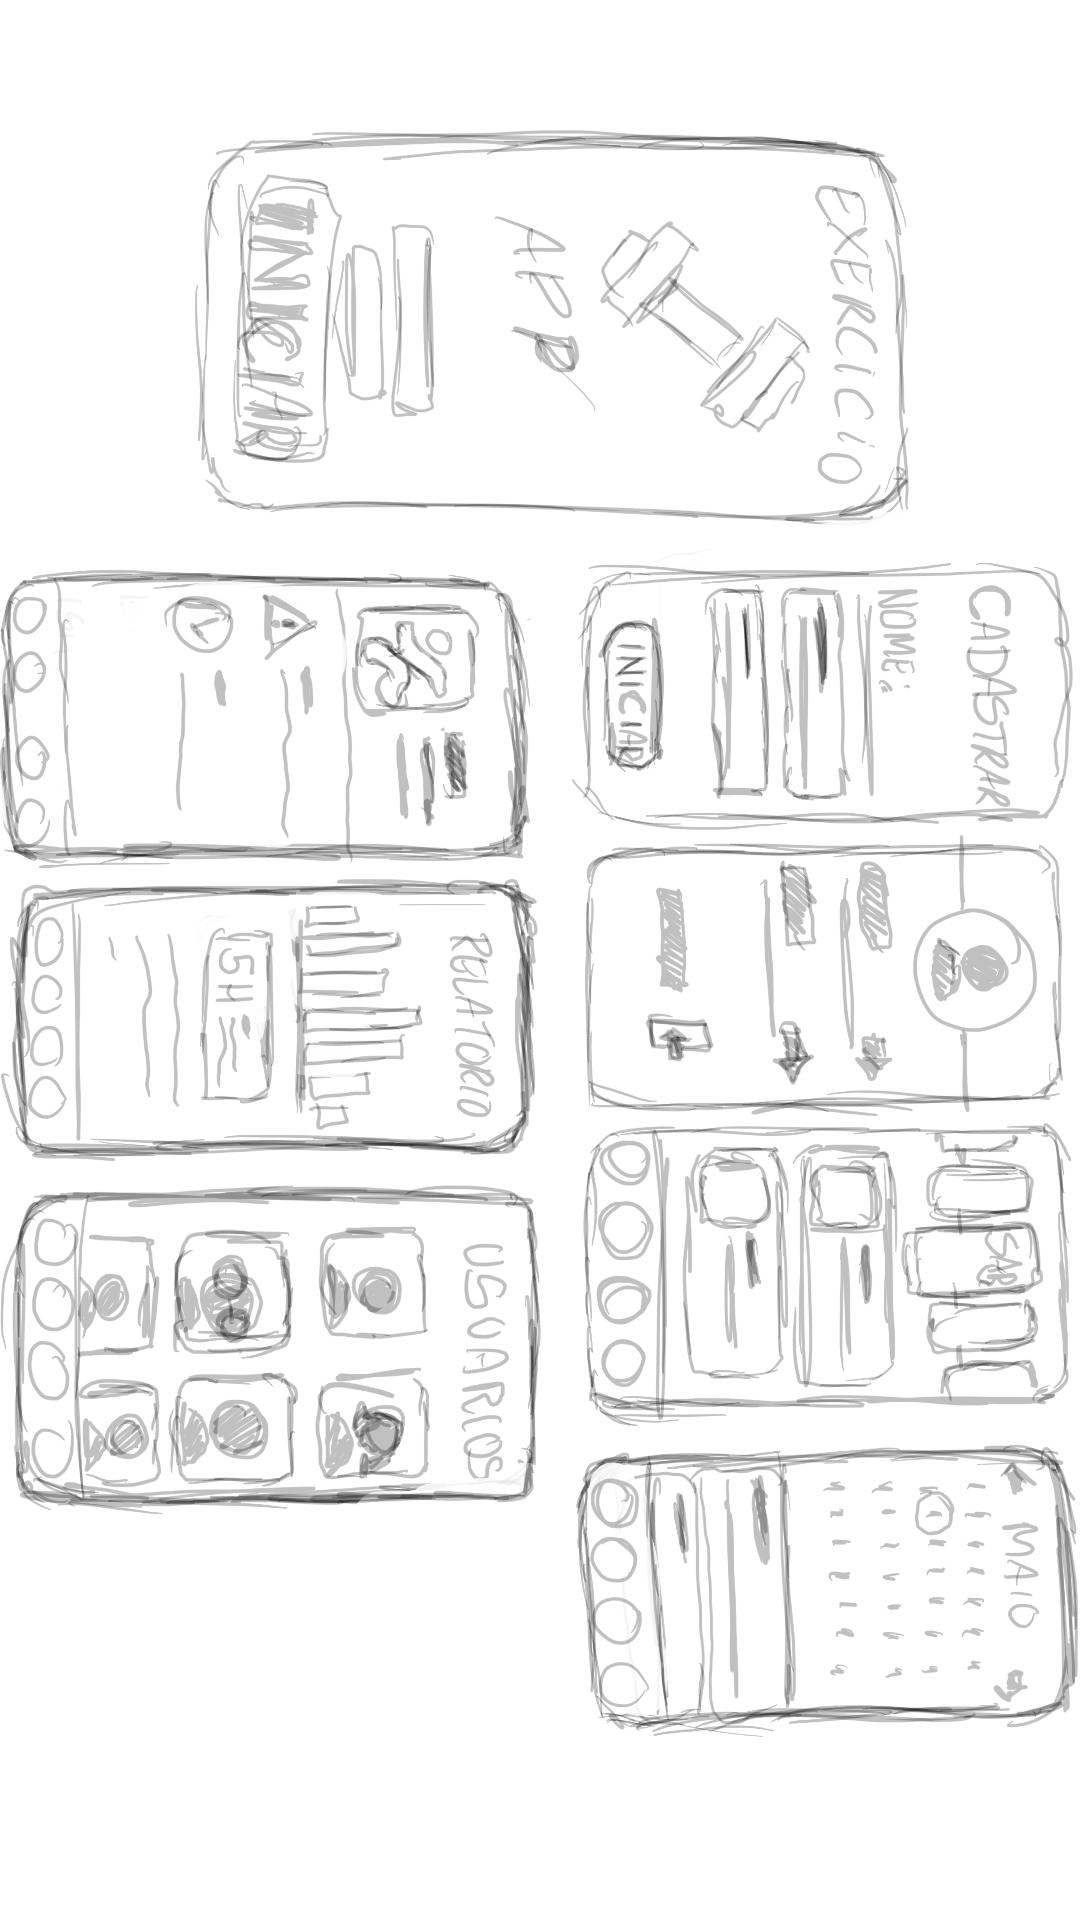 EXERCICIO
APP
INICIAR
CADASTRAR
NOME:
INICIAR
SAB
MAIO
RELATORIO
5H
USUARIOS